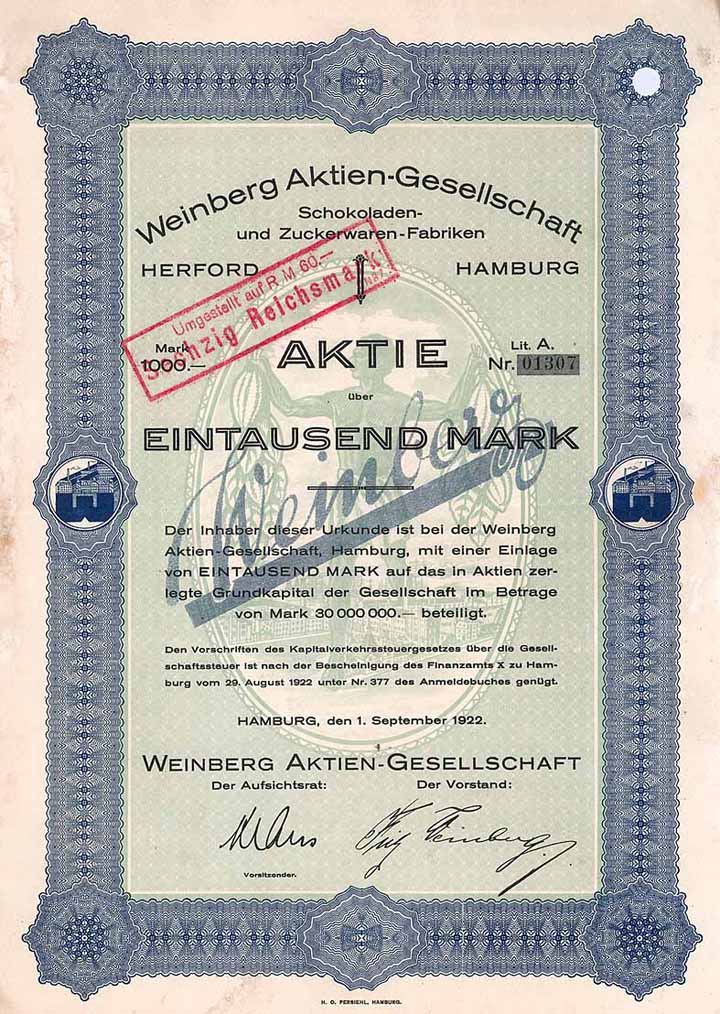 Weinberg Aktien-Gesellschaft
Schokoladen-
und Zuckerwaren-Fabriken
HERFORD
HAMBURG
Umgestellt auf R.M 60.—
Sechzig Reichsmark
Mark
1000.—
AKTIE
Lit. A.
Nr. 01307
über
EINTAUSEND MARK
Weinberg
Der Inhaber dieser Urkunde ist bei der Weinberg
Aktien-Gesellschaft, Hamburg, mit einer Einlage
von EINTAUSEND MARK auf das in Aktien zer-
legte Grundkapital der Gesellschaft im Betrage
von Mark 30 000 000.— beteiligt.
Den Vorschriften des Kapitalverkehrssteuergesetzes über die Gesell-
schaftssteuer ist nach der Bescheinigung des Finanzamts X zu Ham-
burg vom 29. August 1922 unter Nr. 377 des Anmeldebuches genügt.
HAMBURG, den 1. September 1922.
WEINBERG AKTIEN-GESELLSCHAFT
Der Aufsichtsrat:
Der Vorstand:
Weinberg
Vorsitzender.
H. O. PERSIEHL, HAMBURG.